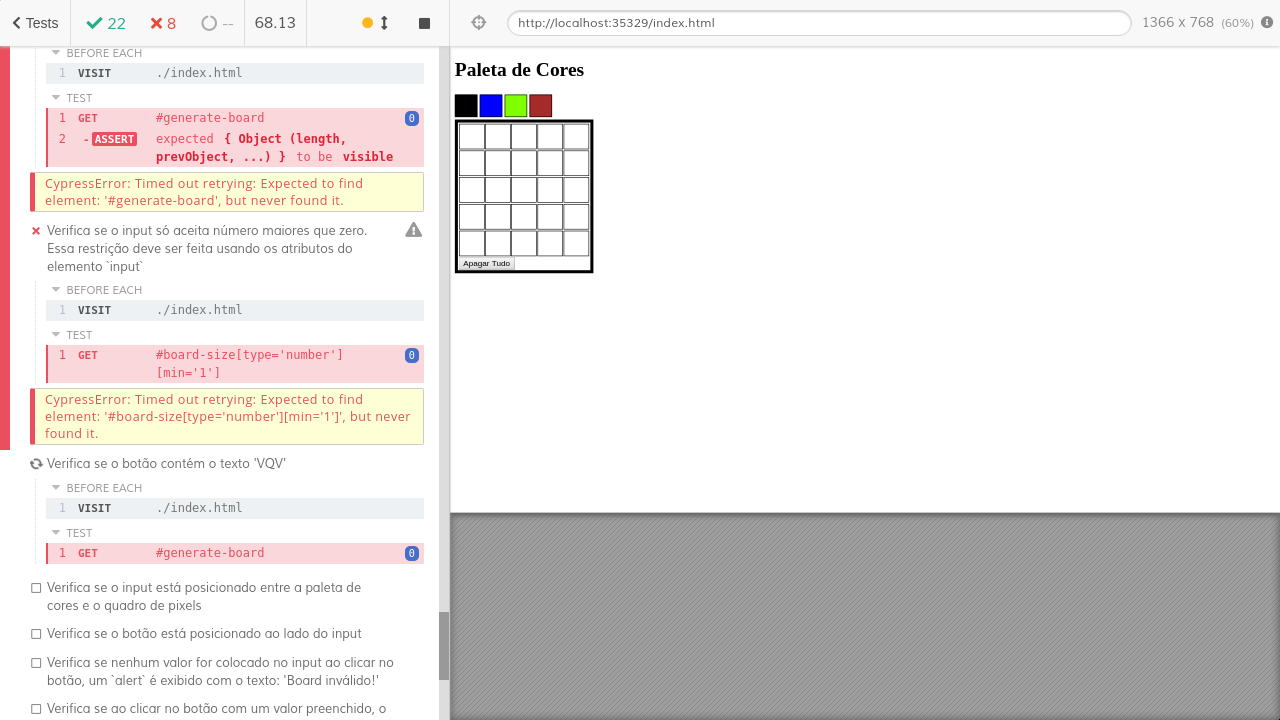 Tests
22
8
--
68.13
http://localhost:35329/index.html
1366 x 768 (60%)
BEFORE EACH
1 VISIT ./index.html
TEST
1 GET #generate-board 0
2 -ASSERT expected { Object (length,
prevObject, ...) } to be visible
CypressError: Timed out retrying: Expected to find
element: '#generate-board', but never found it.
Verifica se o input só aceita número maiores que zero.
Essa restrição deve ser feita usando os atributos do
elemento `input`
BEFORE EACH
1 VISIT ./index.html
TEST
1 GET #board-size[type='number'] 0
[min='1']
CypressError: Timed out retrying: Expected to find
element: '#board-size[type='number'][min='1']', but never
found it.
Verifica se o botão contém o texto 'VQV'
BEFORE EACH
1 VISIT ./index.html
TEST
1 GET #generate-board 0
Verifica se o input está posicionado entre a paleta de
cores e o quadro de pixels
Verifica se o botão está posicionado ao lado do input
Verifica se nenhum valor for colocado no input ao clicar no
botão, um `alert` é exibido com o texto: 'Board inválido!'
Verifica se ao clicar no botão com um valor preenchido, o
Paleta de Cores
Apagar Tudo